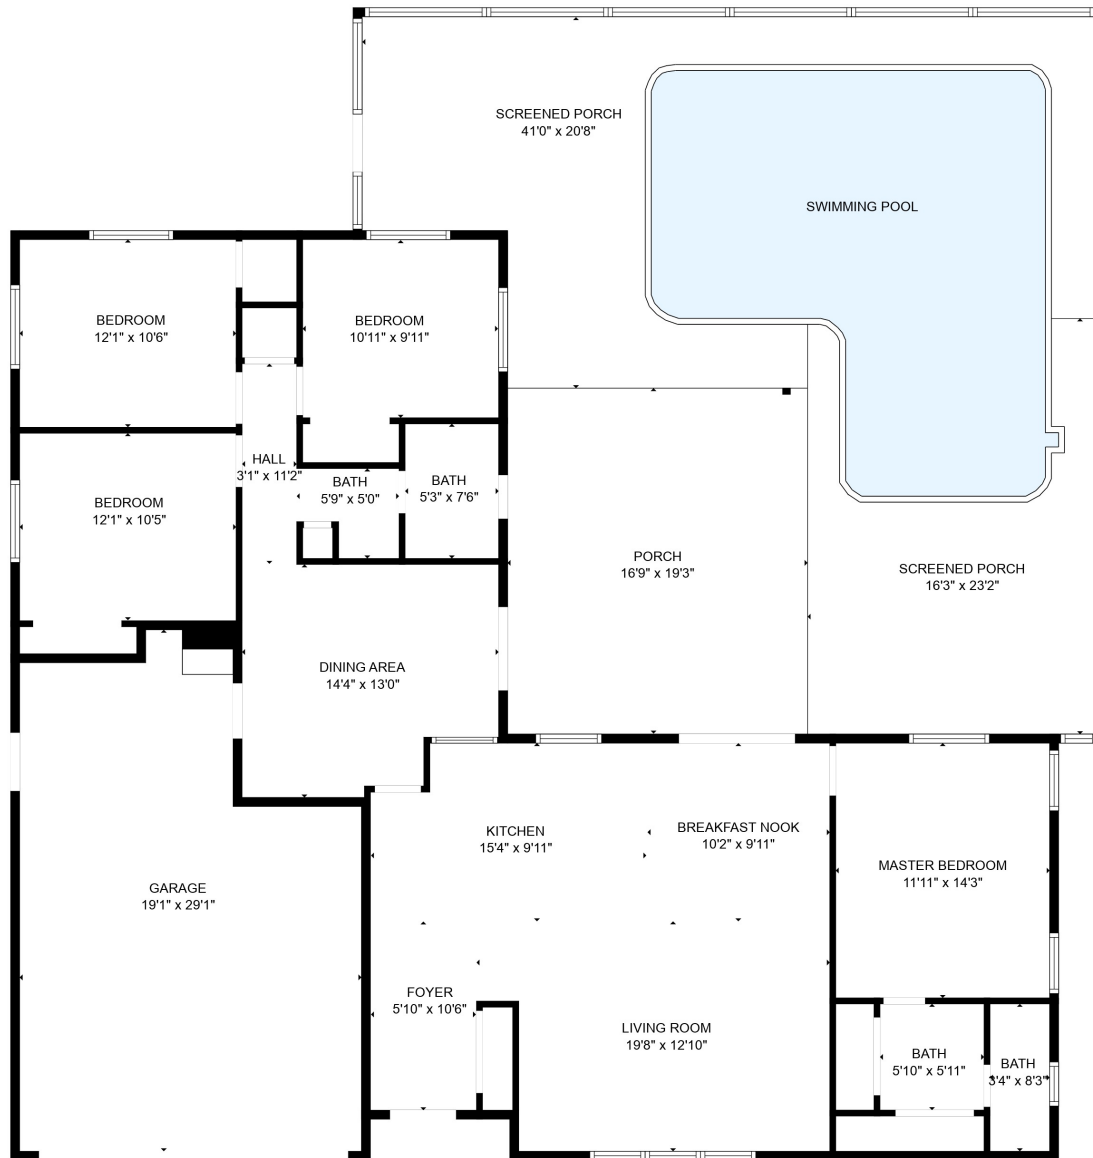 SCREENED PORCH
41'0" x 20'8"
SWIMMING POOL
BEDROOM
12'1" x 10'6"
BEDROOM
10'11" x 9'11"
HALL
3'1" x 11'2"
BATH
5'9" x 5'0"
BATH
5'3" x 7'6"
BEDROOM
12'1" x 10'5"
PORCH
16'9" x 19'3"
SCREENED PORCH
16'3" x 23'2"
DINING AREA
14'4" x 13'0"
KITCHEN
15'4" x 9'11"
BREAKFAST NOOK
10'2" x 9'11"
MASTER BEDROOM
11'11" x 14'3"
GARAGE
19'1" x 29'1"
FOYER
5'10" x 10'6"
LIVING ROOM
19'8" x 12'10"
BATH
5'10" x 5'11"
BATH
3'4" x 8'3"